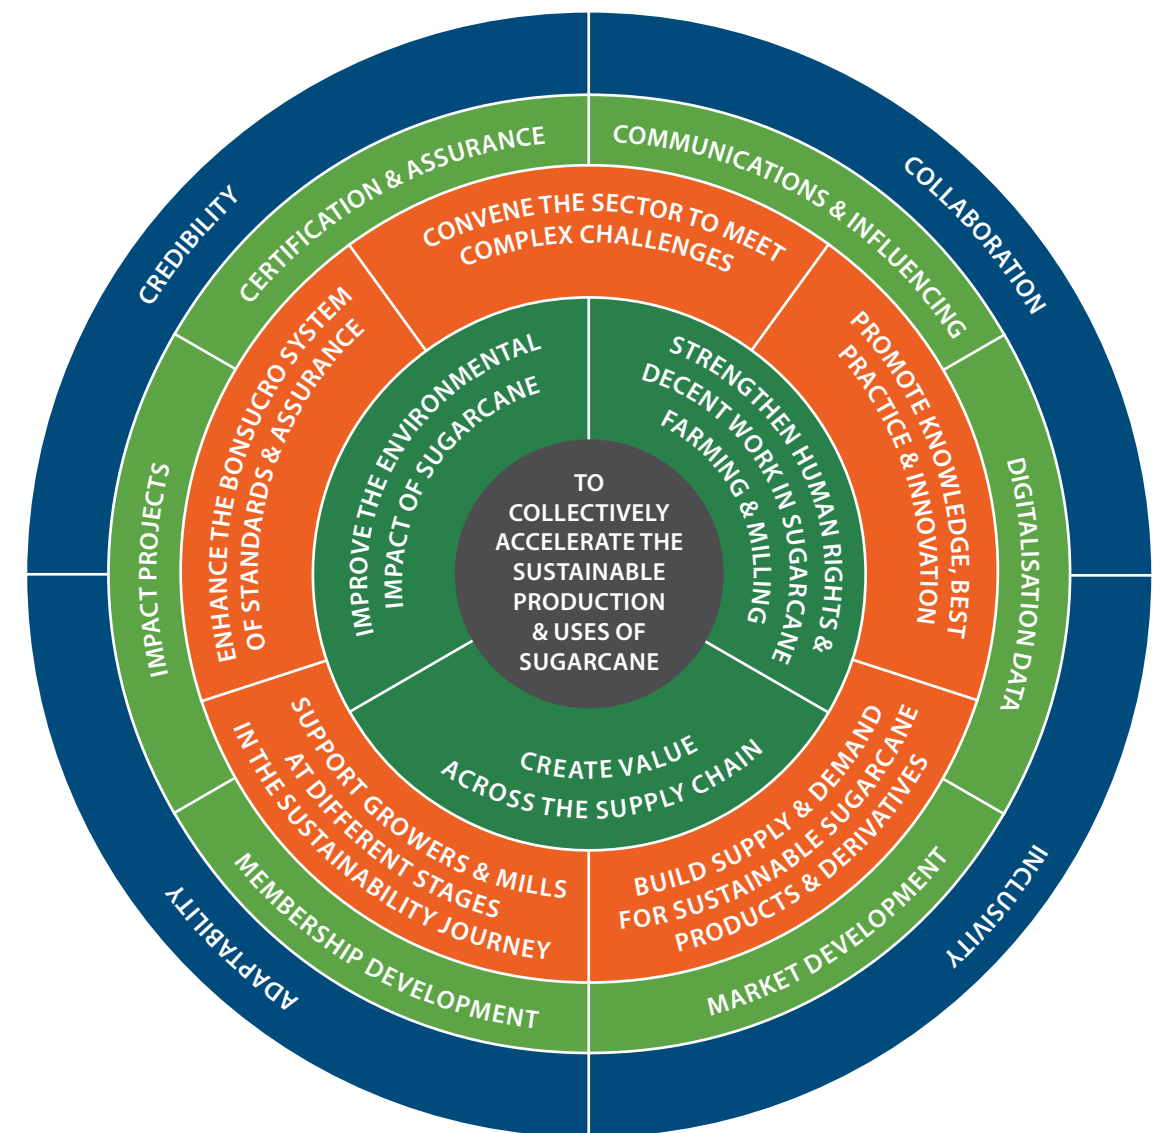 TO
COLLECTIVELY
ACCELERATE THE
SUSTAINABLE
PRODUCTION
& USES OF
SUGARCANE
IMPROVE THE ENVIRONMENTAL
IMPACT OF SUGARCANE
STRENGTHEN HUMAN RIGHTS &
DECENT WORK IN SUGARCANE
FARMING & MILLING
CREATE VALUE
ACROSS THE SUPPLY CHAIN
CONVENE THE SECTOR TO MEET
COMPLEX CHALLENGES
PROMOTE KNOWLEDGE, BEST
PRACTICE & INNOVATION
BUILD SUPPLY & DEMAND
FOR SUSTAINABLE SUGARCANE
PRODUCTS & DERIVATIVES
SUPPORT GROWERS & MILLS
AT DIFFERENT STAGES
IN THE SUSTAINABILITY JOURNEY
ENHANCE THE BONSUCRO SYSTEM
OF STANDARDS & ASSURANCE
CERTIFICATION & ASSURANCE
COMMUNICATIONS & INFLUENCING
DIGITALISATION DATA
MARKET DEVELOPMENT
MEMBERSHIP DEVELOPMENT
IMPACT PROJECTS
CREDIBILITY
COLLABORATION
INCLUSIVITY
ADAPTABILITY